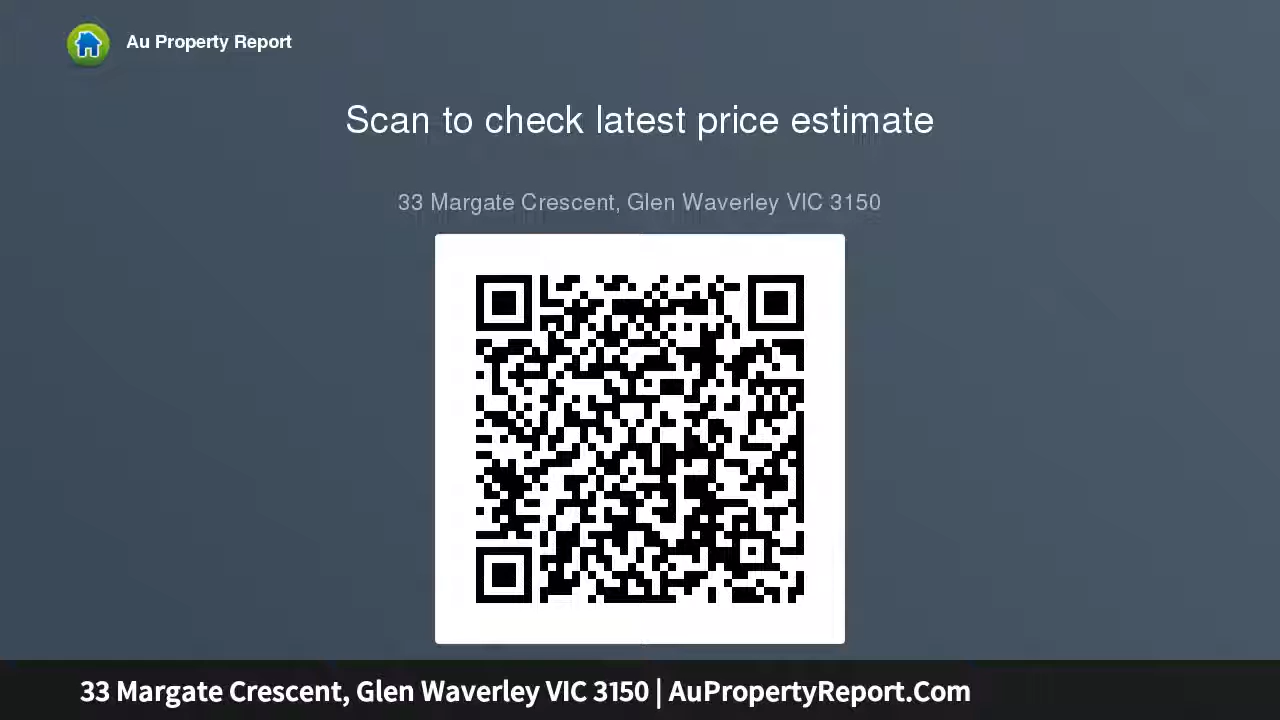 Au Property Report
Scan to check latest price estimate
33 Margate Crescent, Glen Waverley VIC 3150
33 Margate Crescent, Glen Waverley VIC 3150 | AuPropertyReport.Com